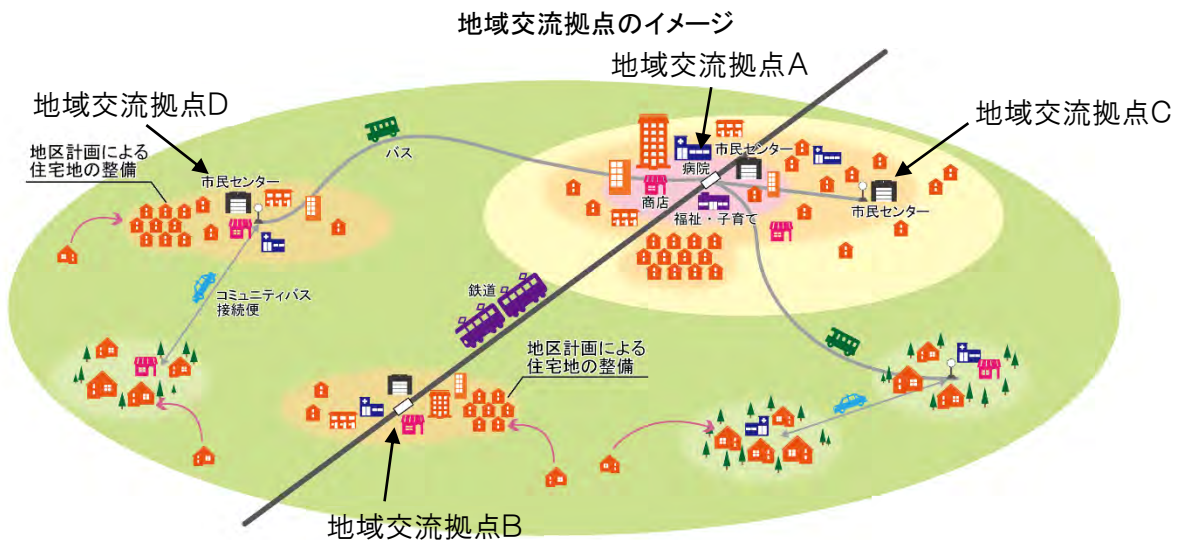 地域交流拠点のイメージ
地域交流拠点A
地域交流拠点D
地域交流拠点C
地区計画による
住宅地の整備
バス
市民センター
病院
市民センター
商店
福祉・子育て
市民センター
コミュニティバス
接続便
鉄道
地区計画による
住宅地の整備
地域交流拠点B